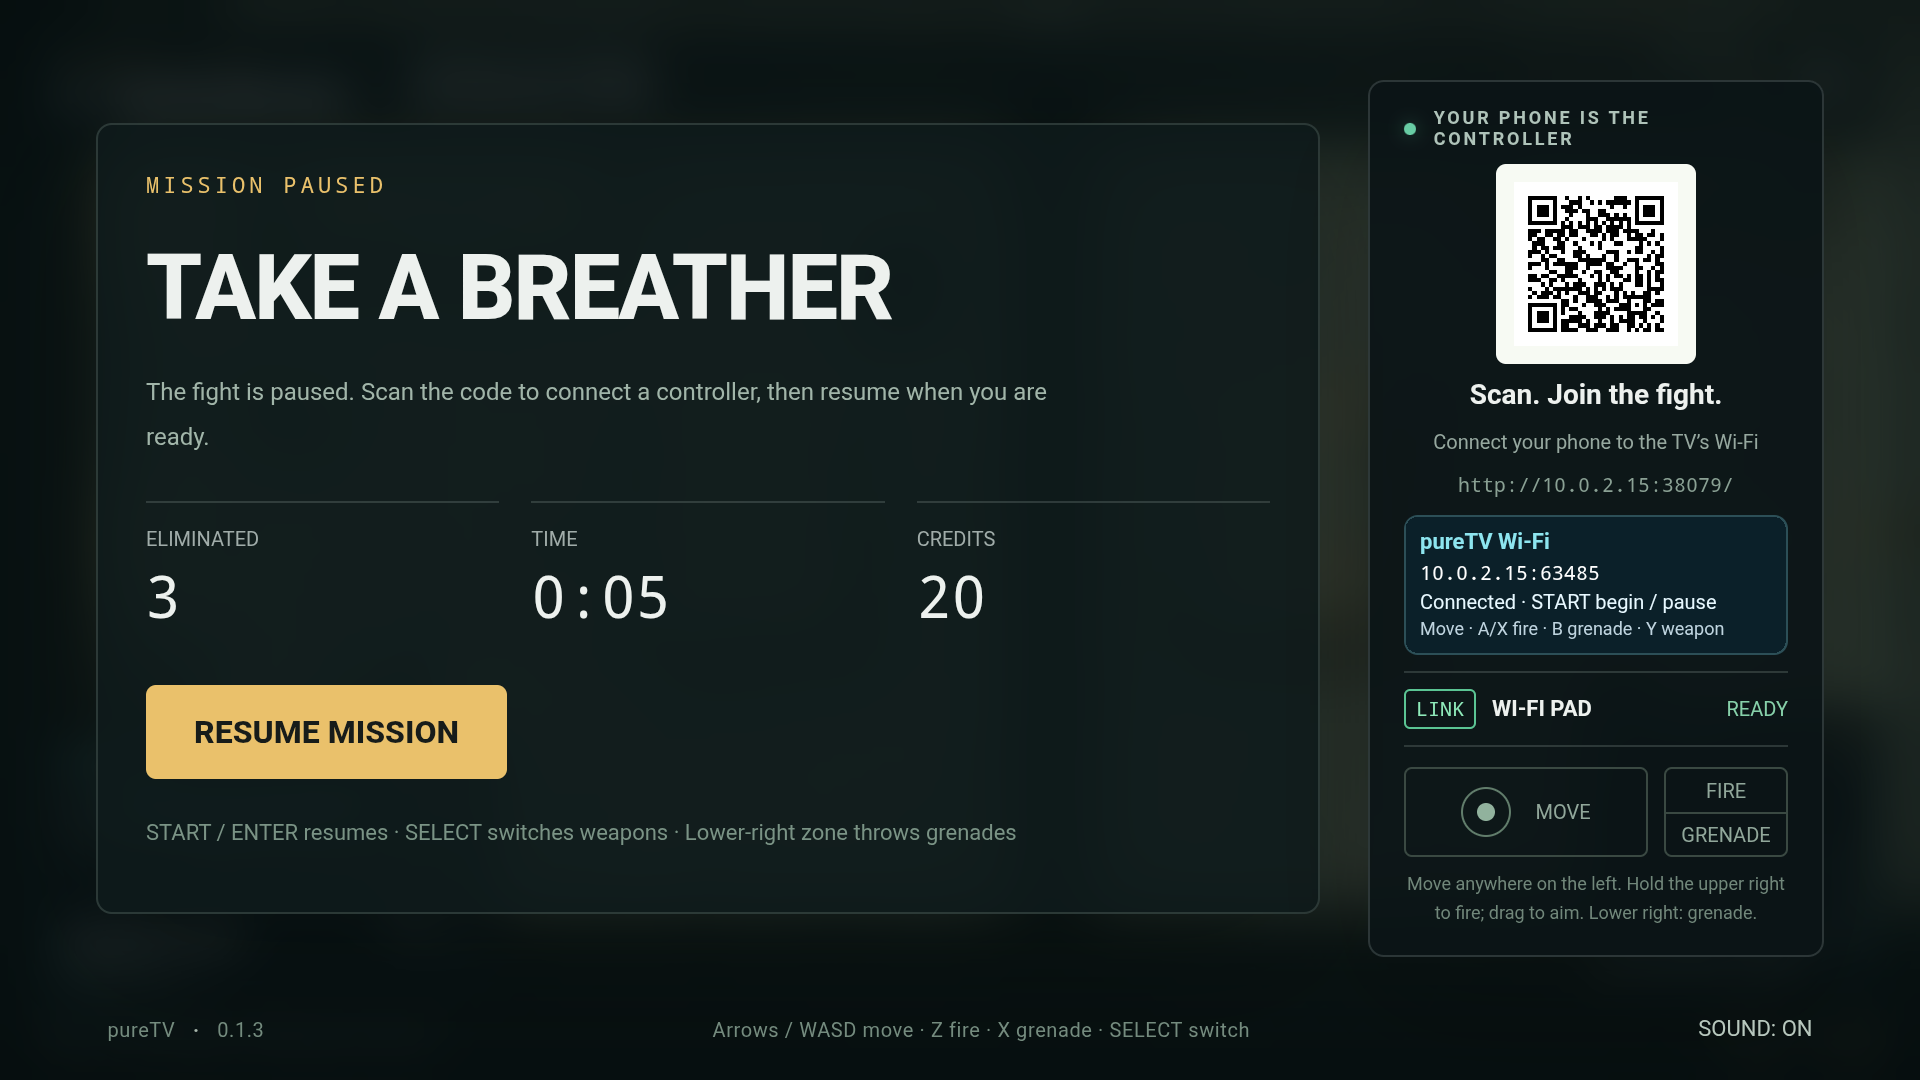 MISSION PAUSED
TAKE A BREATHER
The fight is paused. Scan the code to connect a controller, then resume when you are
ready.
ELIMINATED
3
TIME
0:05
CREDITS
20
RESUME MISSION
START / ENTER resumes · SELECT switches weapons · Lower-right zone throws grenades
YOUR PHONE IS THE
CONTROLLER
Scan. Join the fight.
Connect your phone to the TV’s Wi-Fi
http://10.0.2.15:38079/
pureTV Wi-Fi
10.0.2.15:63485
Connected · START begin / pause
Move · A/X fire · B grenade · Y weapon
LINK WI-FI PAD READY
MOVE
FIRE
GRENADE
Move anywhere on the left. Hold the upper right
to fire; drag to aim. Lower right: grenade.
pureTV · 0.1.3
Arrows / WASD move · Z fire · X grenade · SELECT switch
SOUND: ON